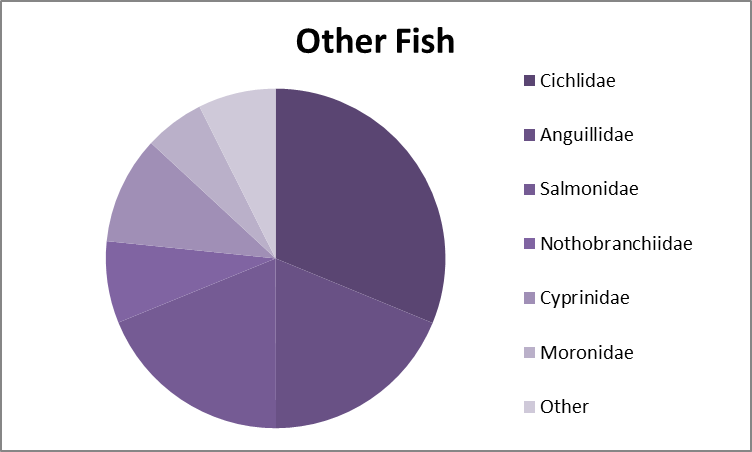 Other Fish
Cichlidae
Anguillidae
Salmonidae
Nothobranchiidae
Cyprinidae
Moronidae
Other